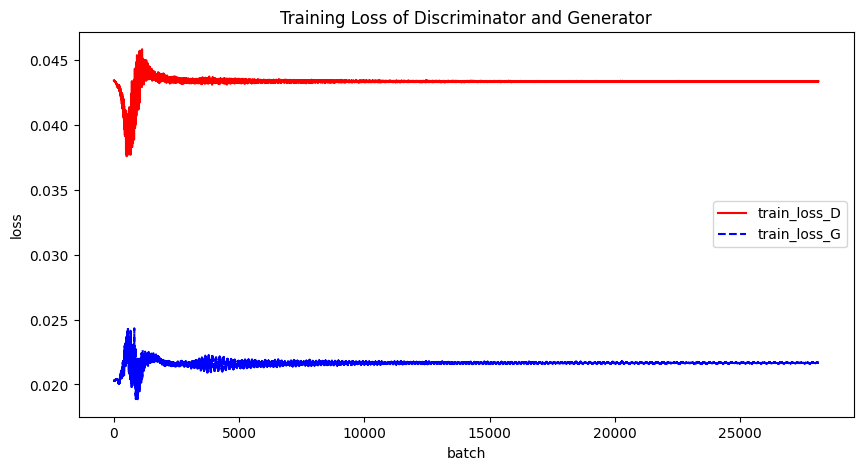 Training Loss of Discriminator and Generator
0.045
0.040
0.035
0.030
0.025
0.020
loss
train_loss_D
train_loss_G
0 5000 10000 15000 20000 25000
batch